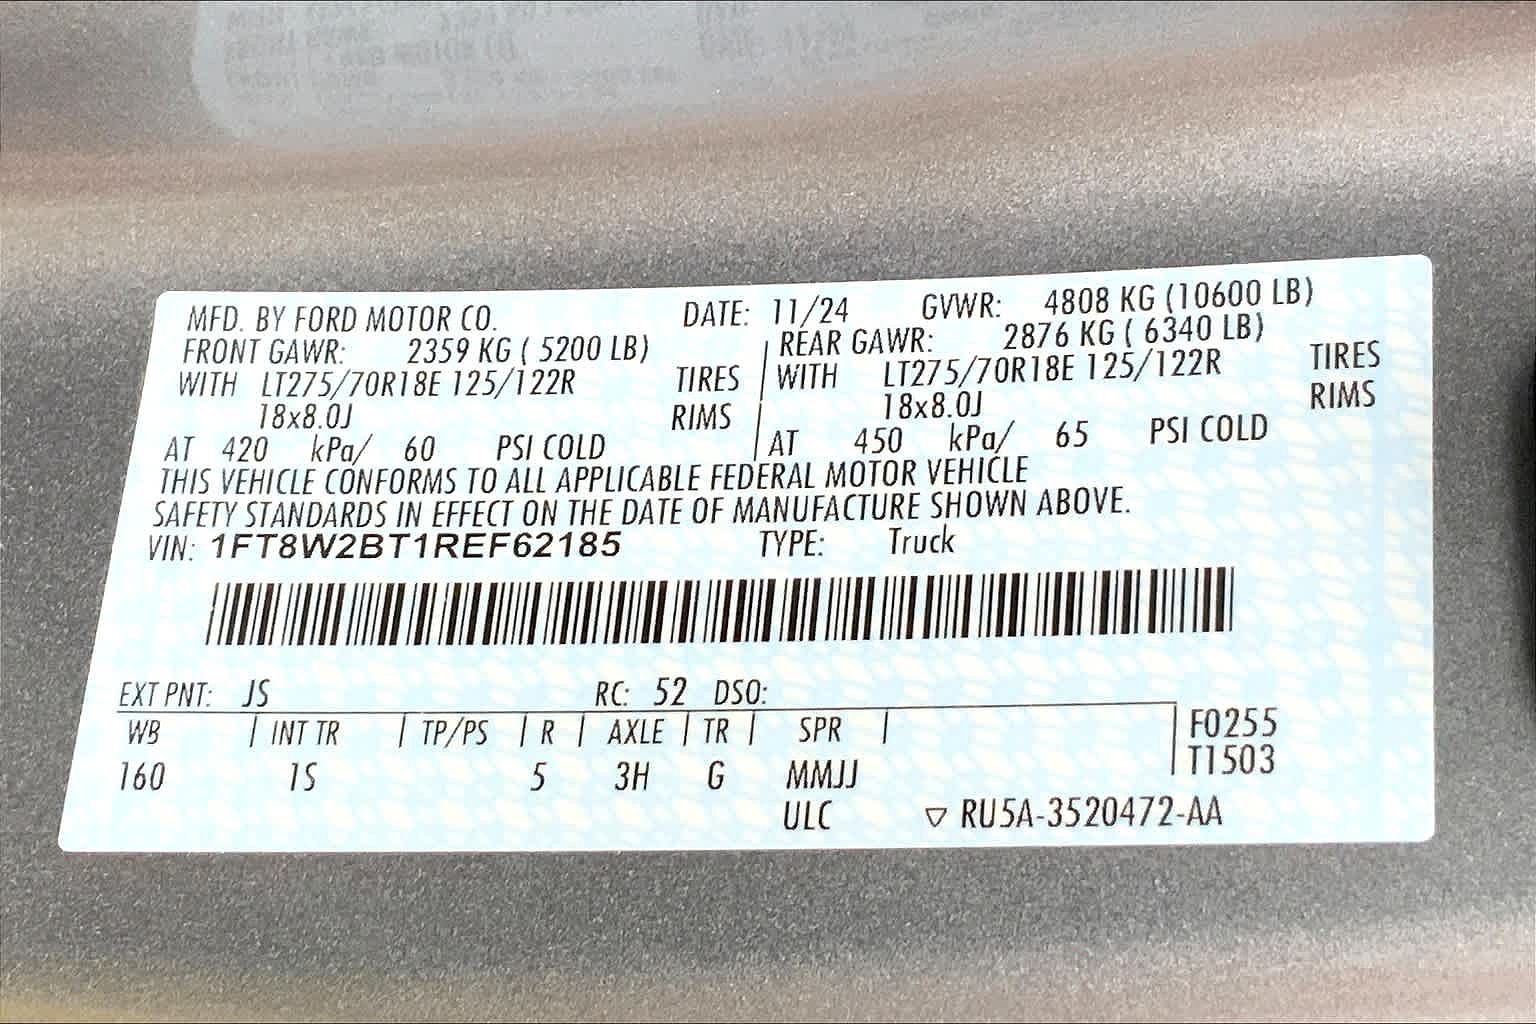 MFD. BY FORD MOTOR CO. DATE: 11/24 GVWR: 4808 KG (10600 LB)
FRONT GAWR: 2359 KG ( 5200 LB) REAR GAWR: 2876 KG ( 6340 LB)
WITH LT275/70R18E 125/122R TIRES WITH LT275/70R18E 125/122R TIRES
18x8.0J RIMS 18x8.0J RIMS
AT 420 kPa/ 60 PSI COLD AT 450 kPa/ 65 PSI COLD
THIS VEHICLE CONFORMS TO ALL APPLICABLE FEDERAL MOTOR VEHICLE
SAFETY STANDARDS IN EFFECT ON THE DATE OF MANUFACTURE SHOWN ABOVE.
VIN: 1FT8W2BT1REF62185 TYPE: Truck
EXT PNT: JS RC: 52 DSO:
WB | INT TR | TP/PS | R | AXLE | TR | SPR | F0255
160 1S 5 3H G MMJJ T1503
ULC ▽ RU5A-3520472-AA